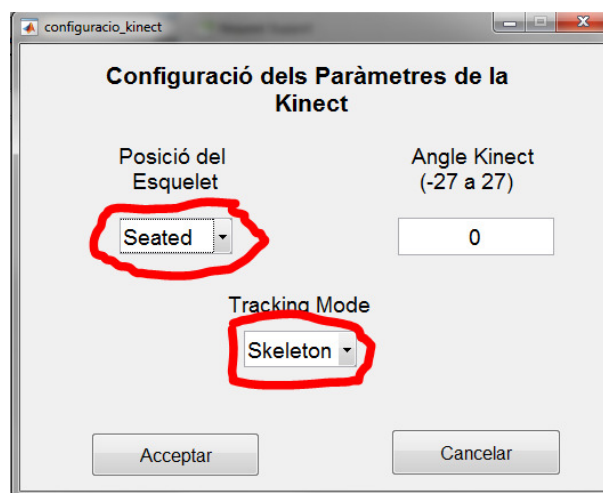 configuracio_kinect
Configuració dels Paràmetres de la
Kinect
Posició del
Esquelet
Angle Kinect
(-27 a 27)
Seated
0
Tracking Mode
Skeleton
Acceptar
Cancelar